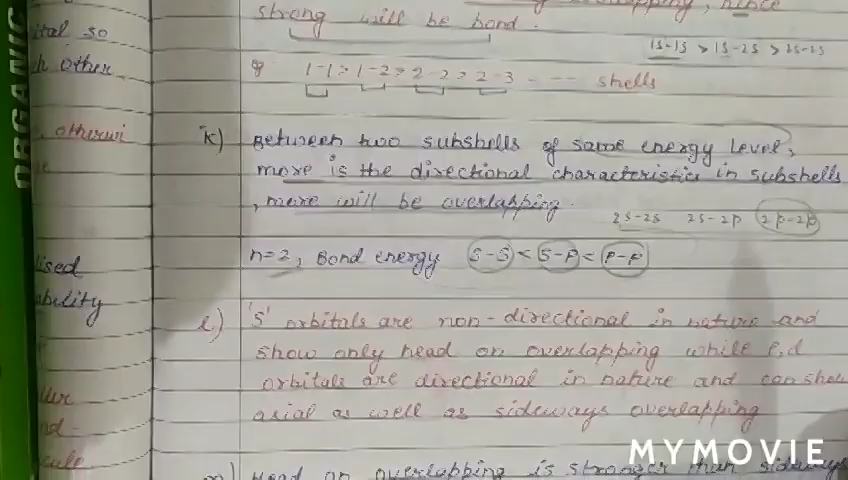 strong will be bond.
1s-1s > 1s-2s > 2s-2s
1-1 > 1-2 > 2-2 > 2-3 - - - - shells
ital so
h other
, otherwi
ORGANIC
k) Between two subshells of same energy level,
more is the directional characteristics in subshells
, more will be overlapping.
2s-2s 2s-2p 2p-2p
n=2, Bond energy s-s < s-p < p-p
lised
ability
l) 's' orbitals are non-directional in nature and
show only head on overlapping while p,d
orbitals are directional in nature and can show
axial as well as sideways overlapping
nd-
cule
MYMOVIE
m) Head on overlapping is stronger than sideways